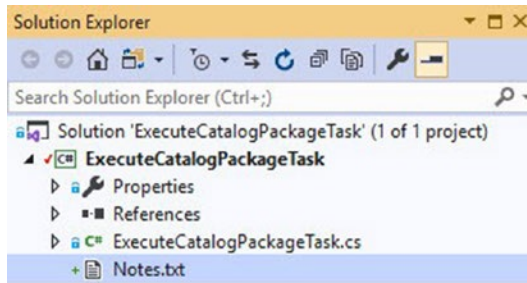 Solution Explorer
Search Solution Explorer (Ctrl+;)
Solution 'ExecuteCatalogPackageTask' (1 of 1 project)
C# ExecuteCatalogPackageTask
Properties
References
C# ExecuteCatalogPackageTask.cs
Notes.txt